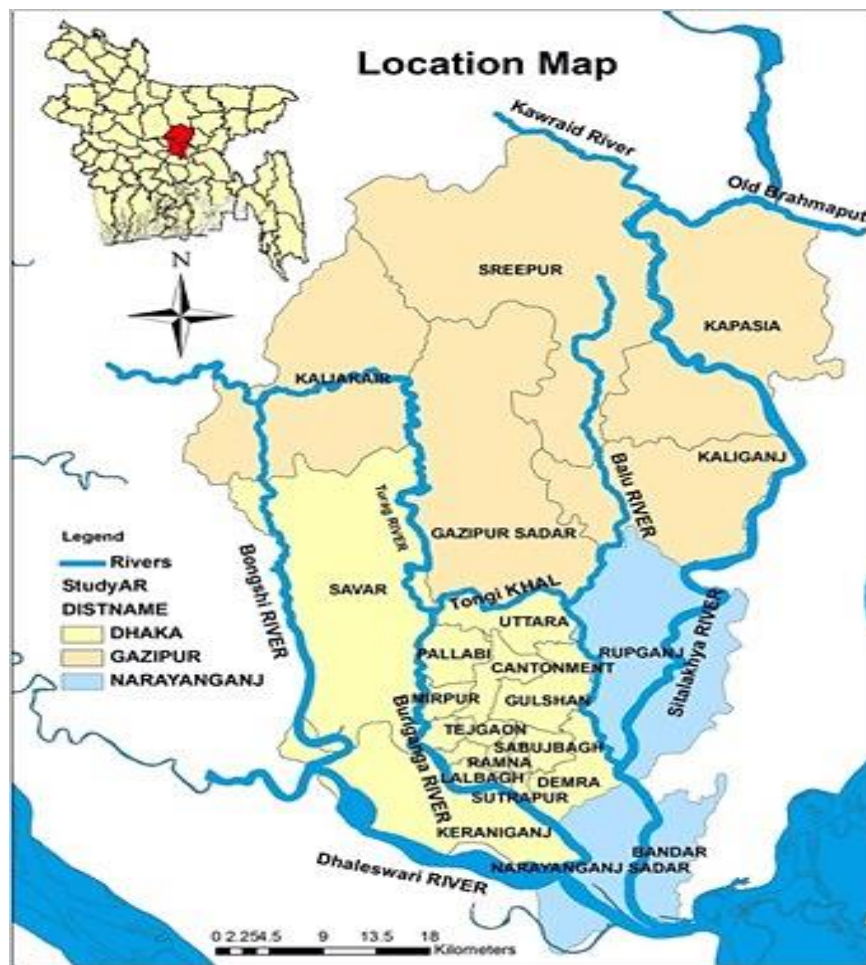 Location Map
Kawraid River
Old Brahmaput
N
SREEPUR
KAPASIA
KALIAKAIR
KALIGANJ
Turag RIVER
Balu RIVER
GAZIPUR SADAR
Legend
Rivers
StudyAR
DISTNAME
DHAKA
GAZIPUR
NARAYANGANJ
Bongshi RIVER
SAVAR
Tongi KHAL
UTTARA
PALLABI
RUPGANJ
CANTONMENT
Sitalakhya RIVER
MIRPUR
GULSHAN
Buriganga RIVER
TEJGAON
SABUJBAGH
RAMNA
LALBAGH
DEMRA
SUTRAPUR
KERANIGANJ
BANDAR
Dhaleswari RIVER
NARAYANGANJ SADAR
0 2.25 4.5 9 13.5 18
Kilometers